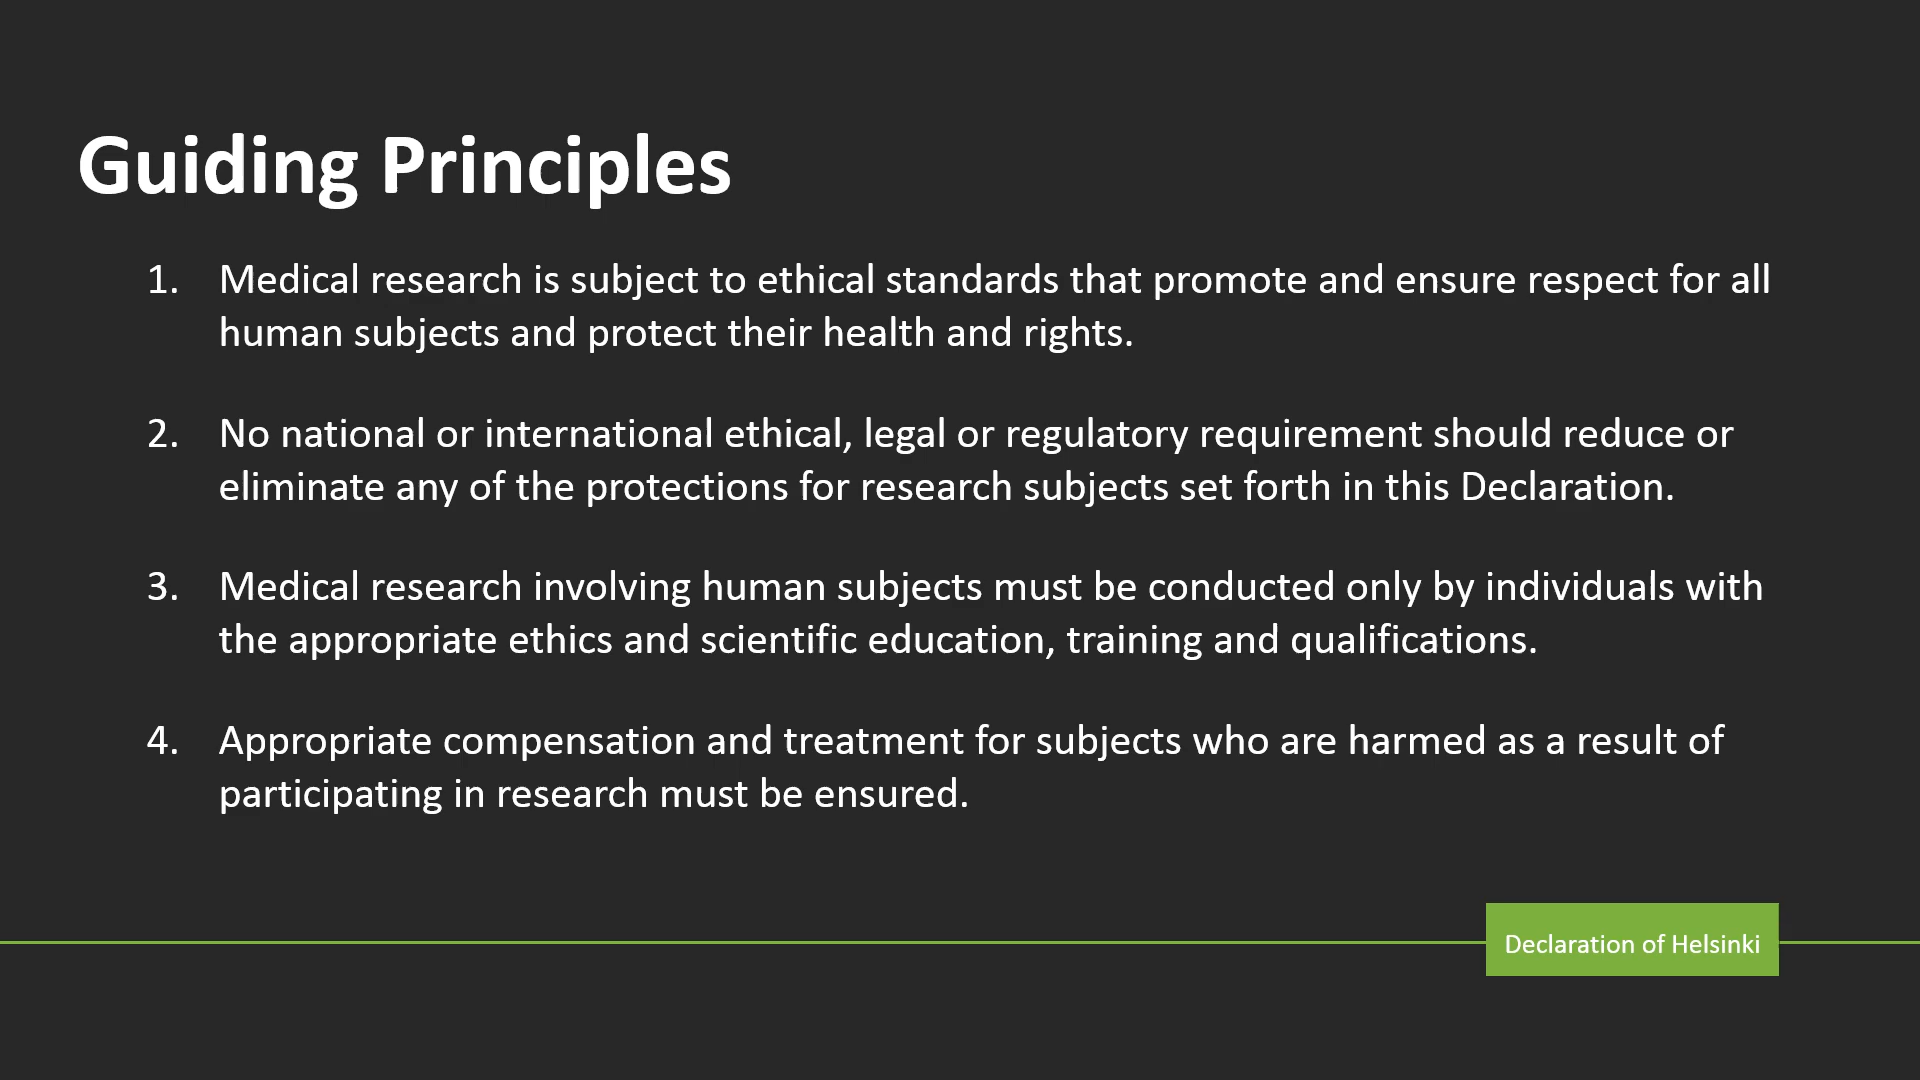 Guiding Principles
1. Medical research is subject to ethical standards that promote and ensure respect for all
human subjects and protect their health and rights.
2. No national or international ethical, legal or regulatory requirement should reduce or
eliminate any of the protections for research subjects set forth in this Declaration.
3. Medical research involving human subjects must be conducted only by individuals with
the appropriate ethics and scientific education, training and qualifications.
4. Appropriate compensation and treatment for subjects who are harmed as a result of
participating in research must be ensured.
Declaration of Helsinki